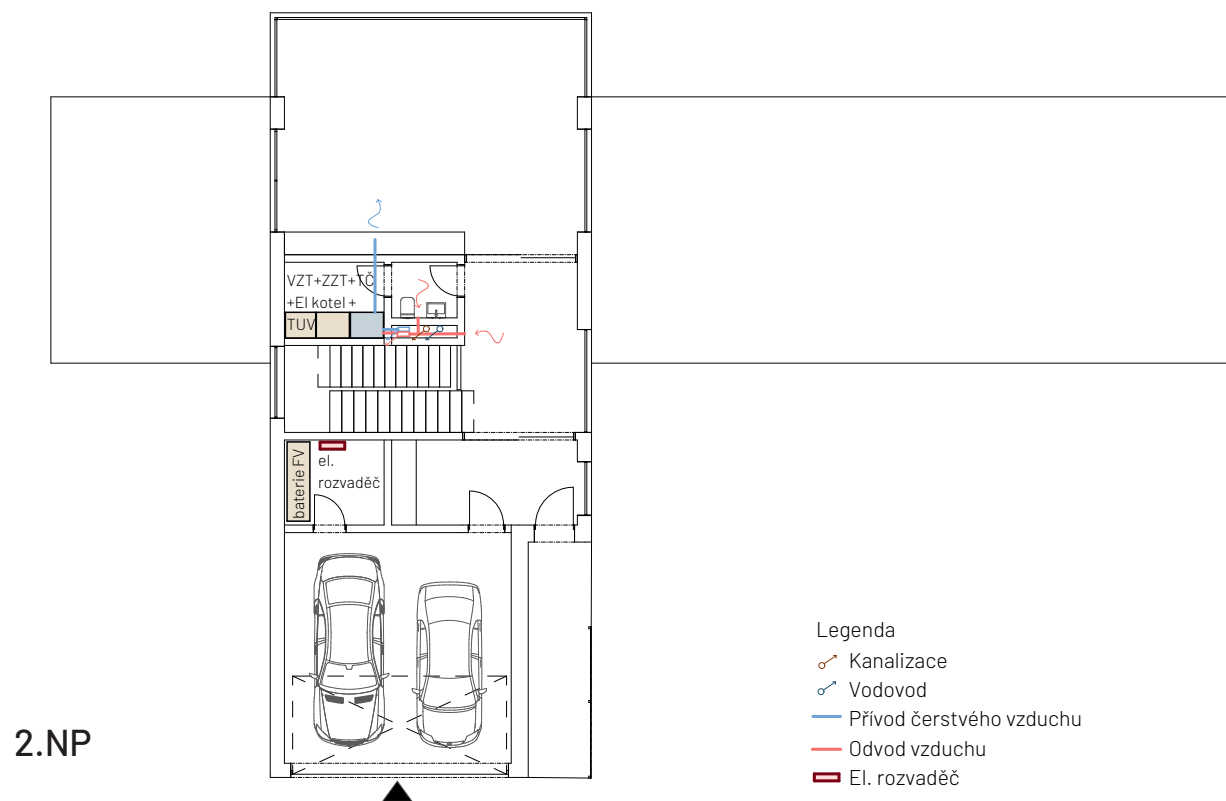 VZT+ZZT+TČ
+El kotel +
TUV
baterie FV
el.
rozvaděč
2.NP
Legenda
Kanalizace
Vodovod
Přívod čerstvého vzduchu
Odvod vzduchu
El. rozvaděč